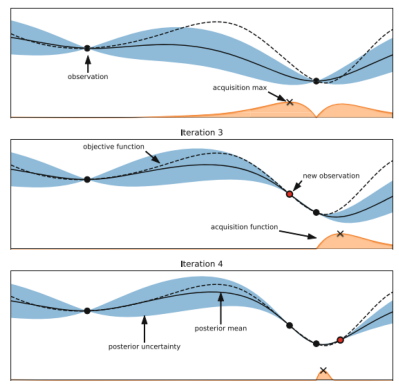 observation
acquisition max
Iteration 3
objective function
new observation
acquisition function
Iteration 4
posterior mean
posterior uncertainty